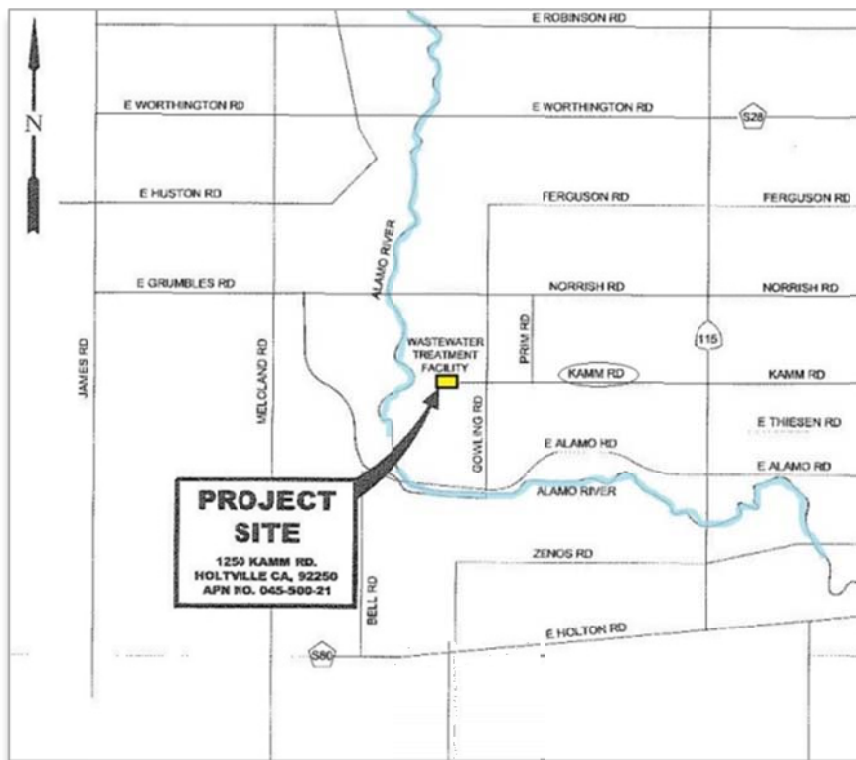 E ROBINSON RD
N
E WORTHINGTON RD
E WORTHINGTON RD
S28
E HUSTON RD
FERGUSON RD
FERGUSON RD
ALAMO RIVER
E GRUMBLES RD
NORRISH RD
NORRISH RD
JAMES RD
MELOLAND RD
WASTEWATER
TREATMENT
FACILITY
PRIM RD
115
KAMM RD
KAMM RD
GOWLING RD
E THIESEN RD
E ALAMO RD
E ALAMO RD
ALAMO RIVER
PROJECT
SITE
1250 KAMM RD.
HOLTVILLE CA, 92250
APN NO. 045-500-21
ZENOS RD
BELL RD
E HOLTON RD
S80